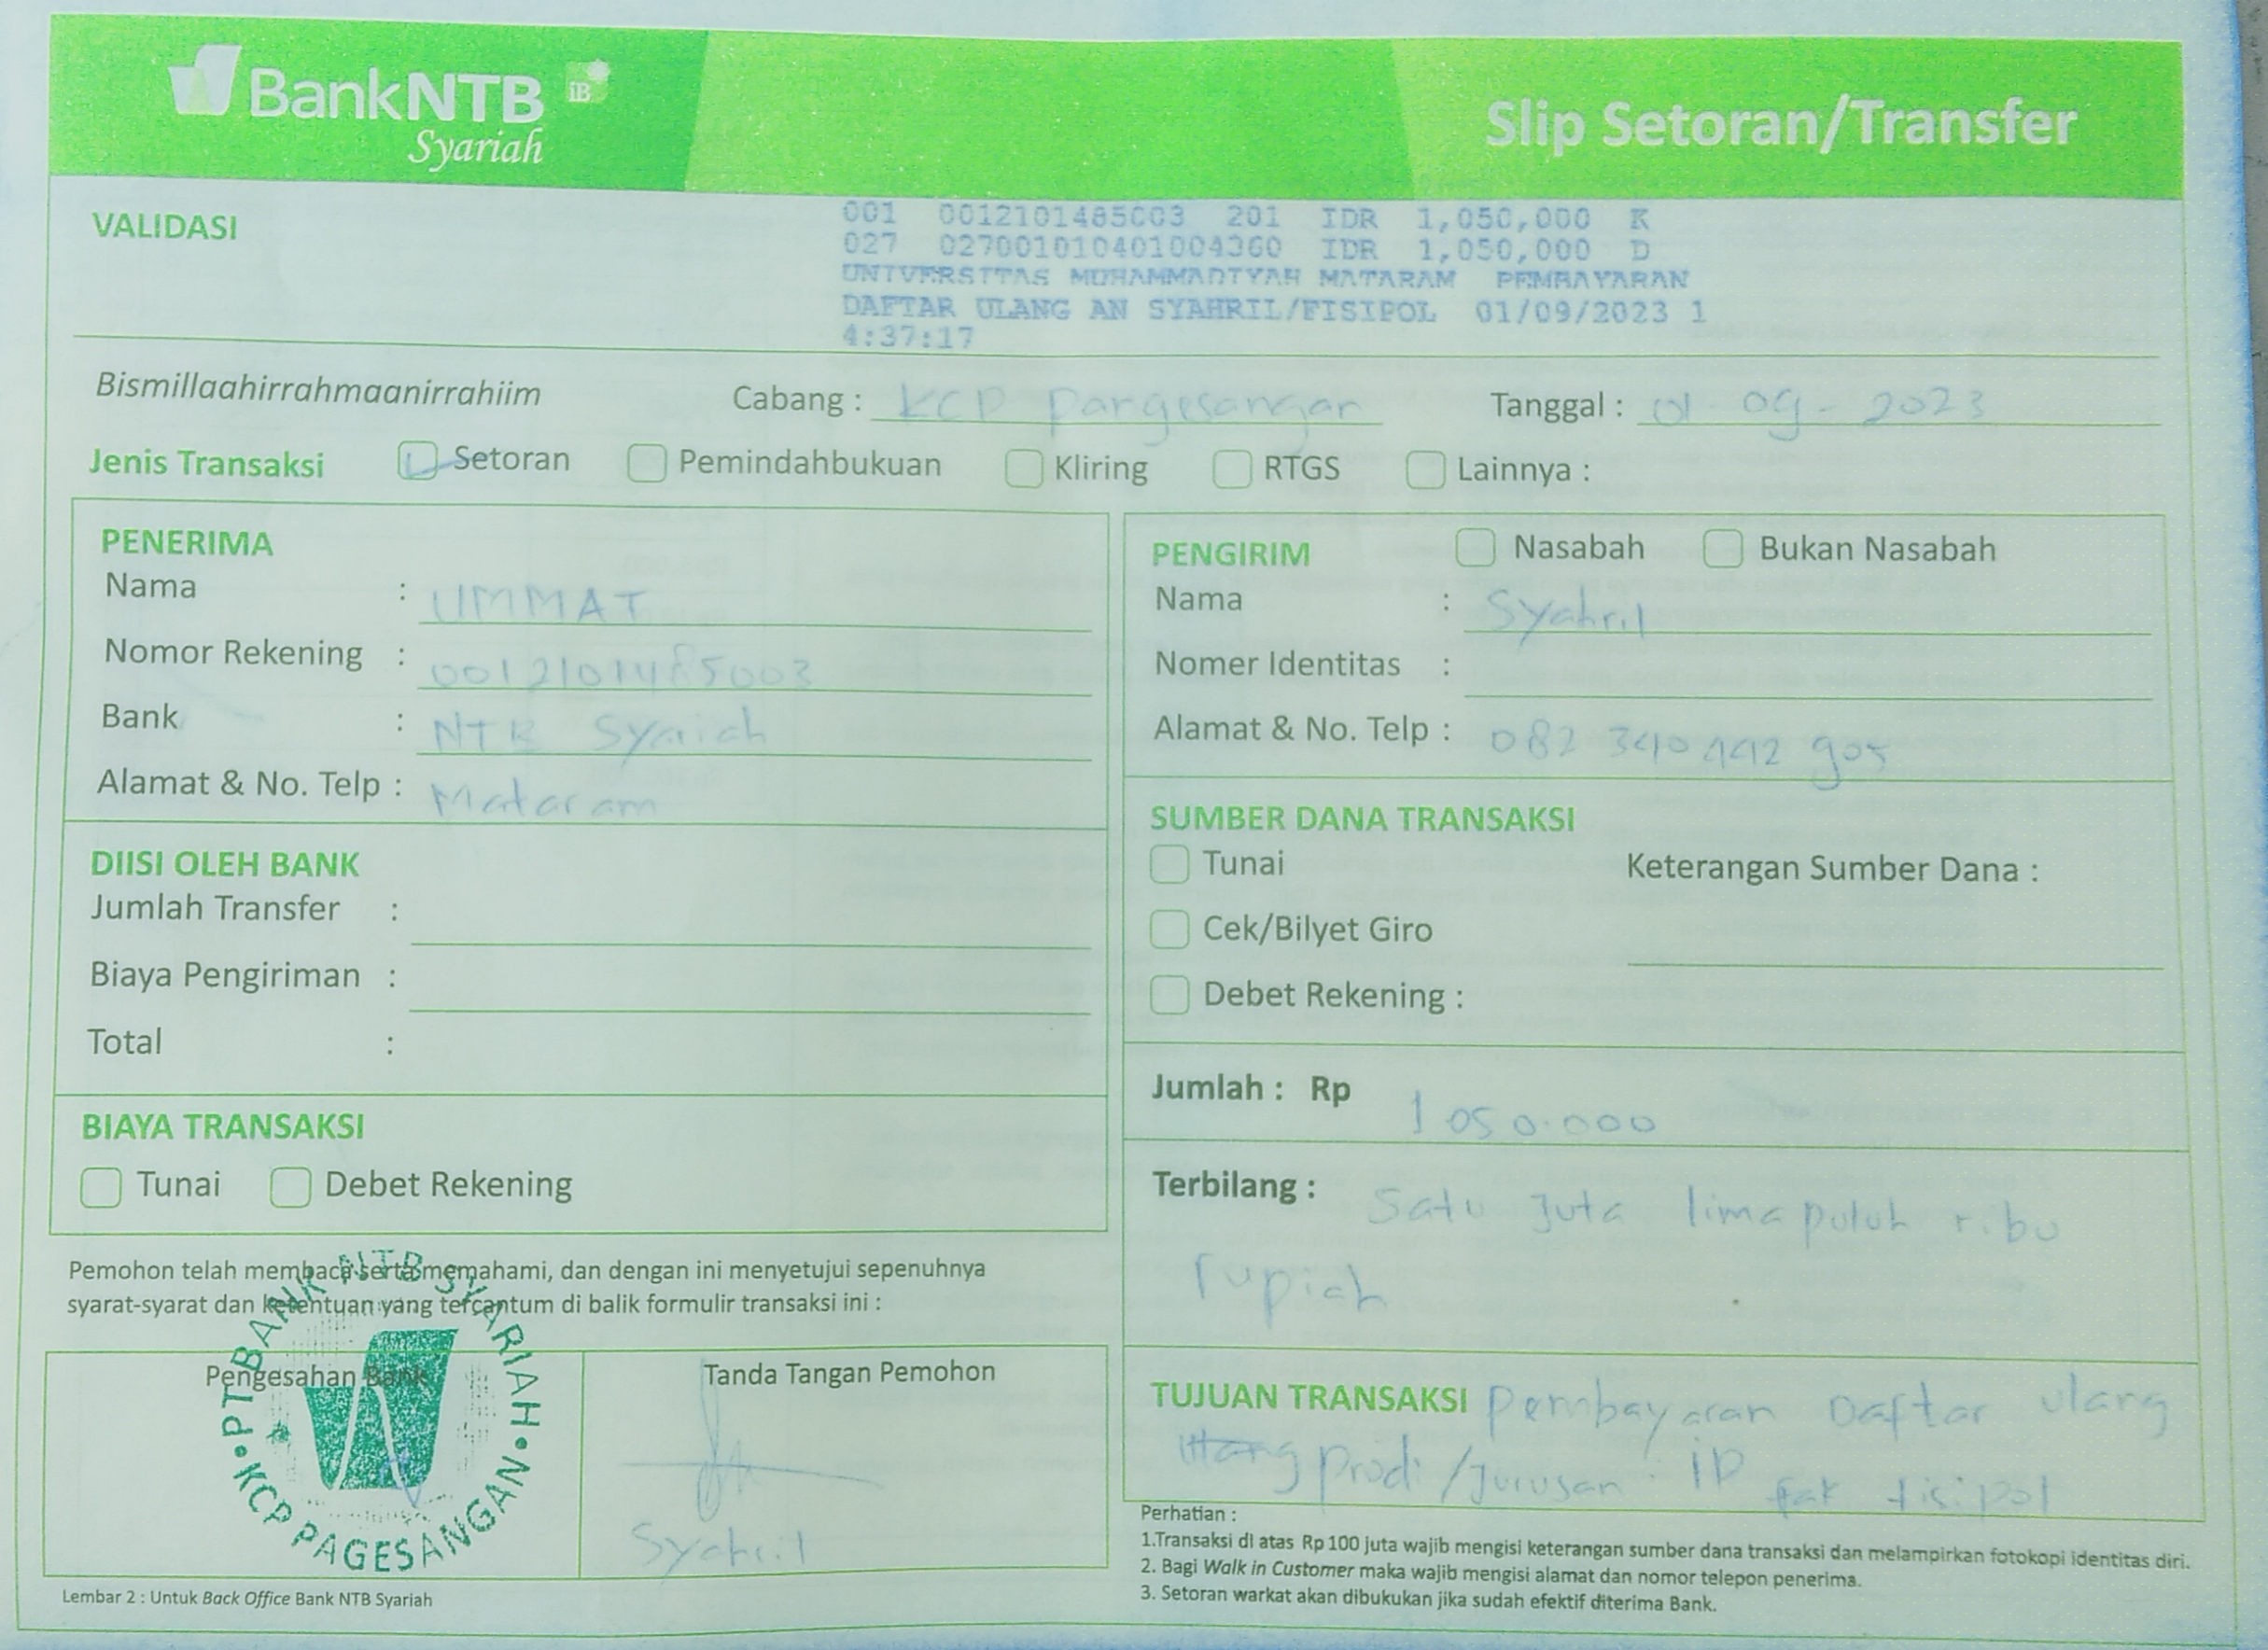 BankNTB iB
Syariah
Slip Setoran/Transfer
VALIDASI
001 0012101485003 201 IDR 1,050,000 K
027 027001010401004360 IDR 1,050,000 D
UNIVERSITAS MUHAMMADIYAH MATARAM PEMBAYARAN
DAFTAR ULANG AN SYAHRIL/FISIPOL 01/09/2023 1
4:37:17
Bismillaahirrahmaanirrahiim
Cabang : KCP Pargesangan
Tanggal : 01-09-2023
Jenis Transaksi Setoran Pemindahbukuan Kliring RTGS Lainnya :
PENERIMA
Nama : UMMAT
Nomor Rekening : 0012101485003
Bank : NTB Syaiah
Alamat & No. Telp : Mataram
PENGIRIM Nasabah Bukan Nasabah
Nama : Syahril
Nomer Identitas :
Alamat & No. Telp : 082 340 442 905
DIISI OLEH BANK
Jumlah Transfer :
Biaya Pengiriman :
Total :
SUMBER DANA TRANSAKSI
Tunai
Keterangan Sumber Dana :
Cek/Bilyet Giro
Debet Rekening :
BIAYA TRANSAKSI
Tunai Debet Rekening
Jumlah : Rp 1 050.000
Terbilang : Satu Juta lima puluh ribu
rupiah
Pemohon telah membaca serta memahami, dan dengan ini menyetujui sepenuhnya
syarat-syarat dan ketentuan yang tercantum di balik formulir transaksi ini :
Pengesahan Bank
PT BANK NTB SYARIAH
KCP PAGESANGAN
Tanda Tangan Pemohon
Syahril
TUJUAN TRANSAKSI Pembayaran Daftar ulang
Prodi/Jurusan IP Fak fisipol
Perhatian :
1.Transaksi di atas Rp 100 juta wajib mengisi keterangan sumber dana transaksi dan melampirkan fotokopi identitas diri.
2. Bagi Walk in Customer maka wajib mengisi alamat dan nomor telepon penerima.
3. Setoran warkat akan dibukukan jika sudah efektif diterima Bank.
Lembar 2 : Untuk Back Office Bank NTB Syariah